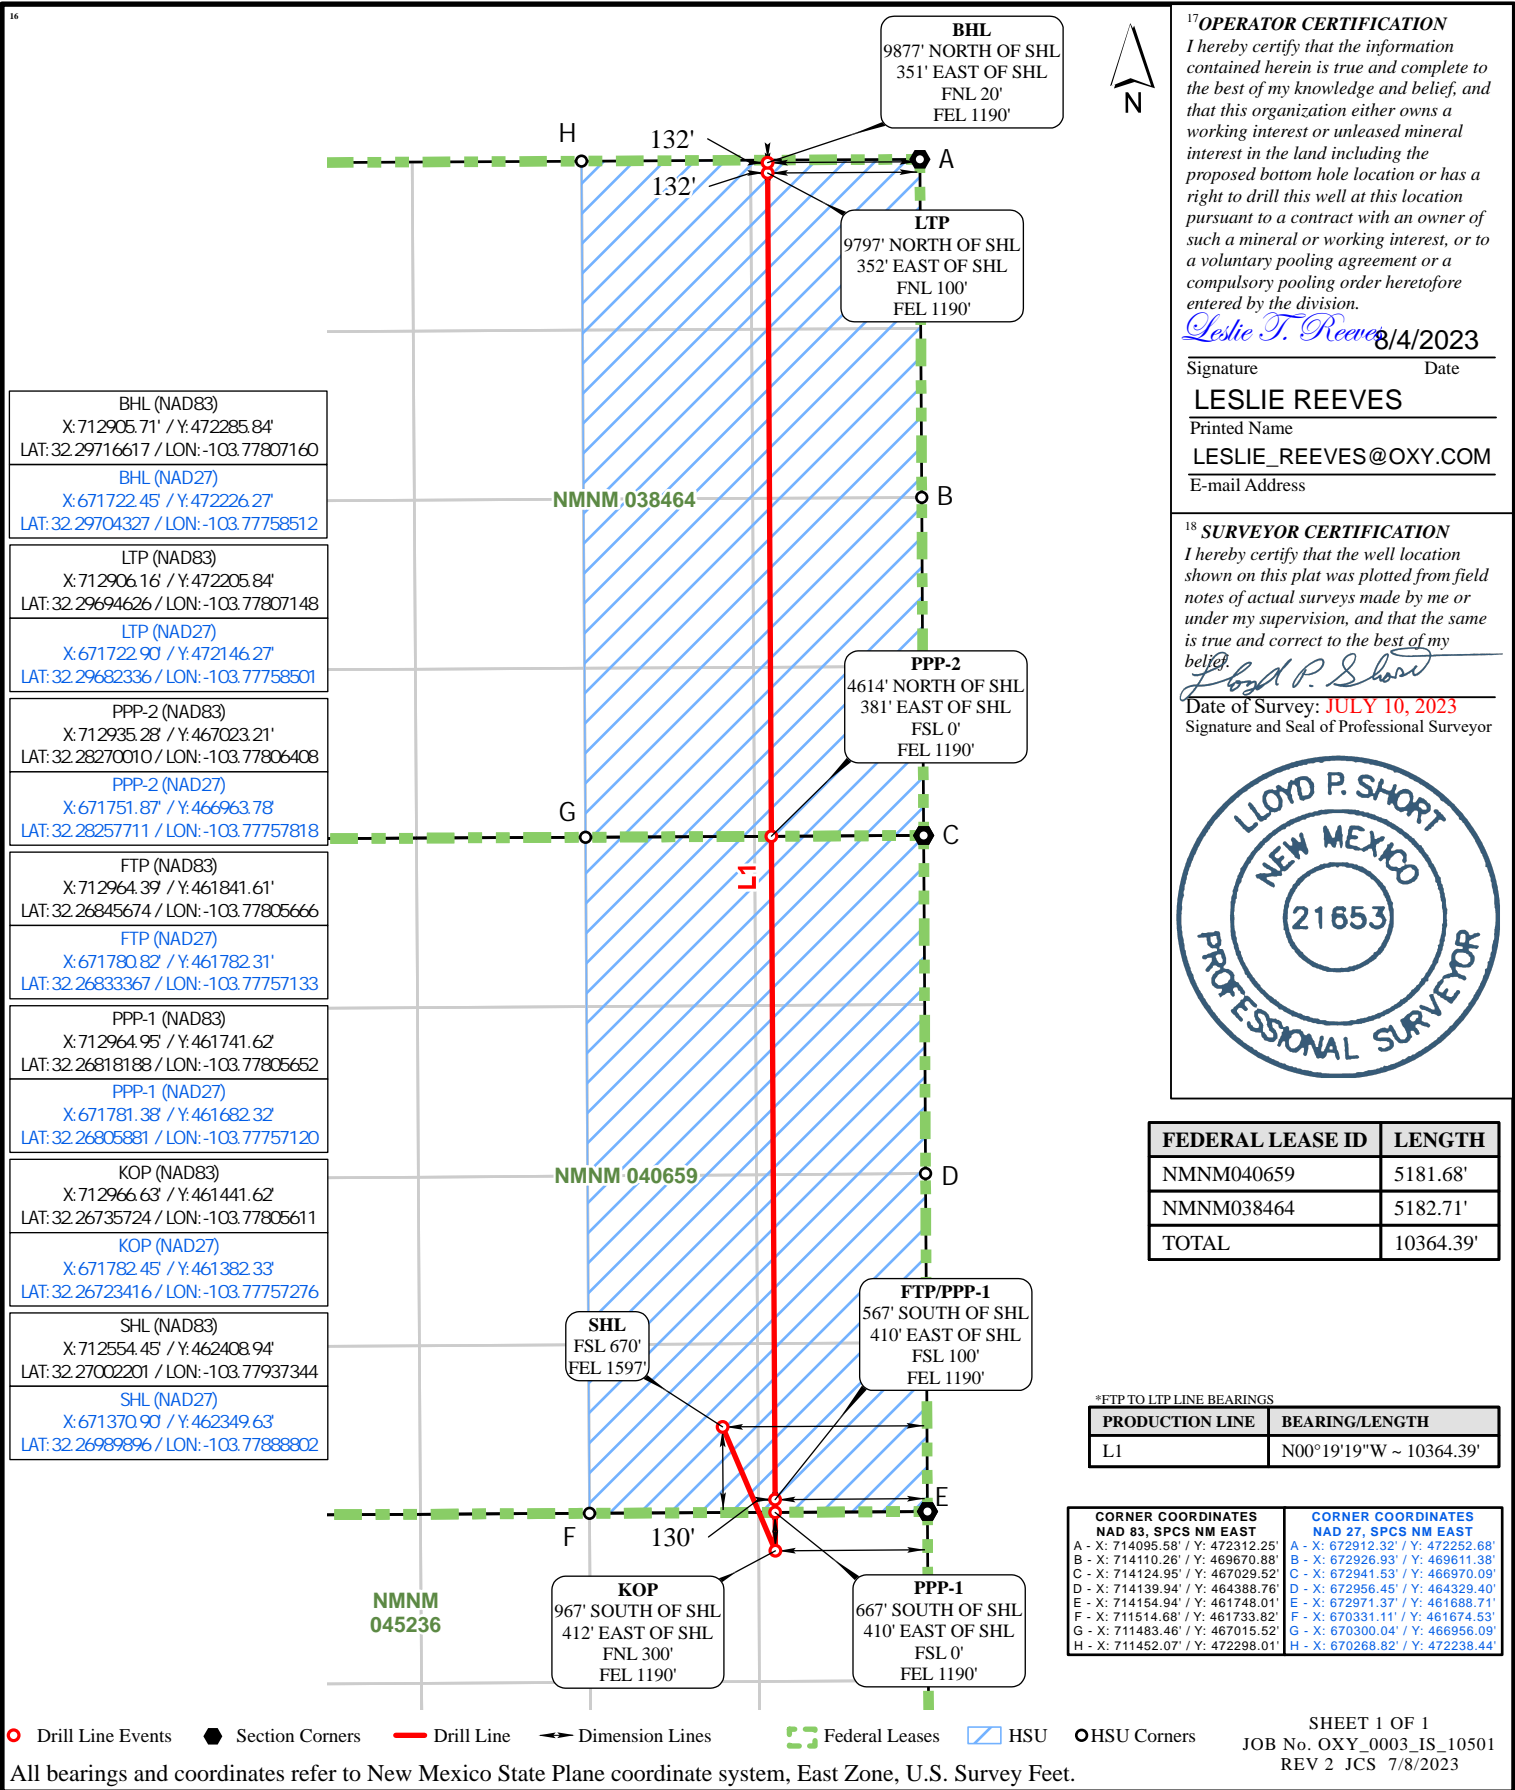 16
BHL
9877' NORTH OF SHL
351' EAST OF SHL
FNL 20'
FEL 1190'
N
H
132'
A
132'
LTP
9797' NORTH OF SHL
352' EAST OF SHL
FNL 100'
FEL 1190'
BHL (NAD83)
X:712905.71' / Y:472285.84'
LAT:32.29716617 / LON:-103.77807160
BHL (NAD27)
X:671722.45' / Y:472226.27'
LAT:32.29704327 / LON:-103.77758512
LTP (NAD83)
X:712906.16' / Y:472205.84'
LAT:32.29694626 / LON:-103.77807148
LTP (NAD27)
X:671722.90' / Y:472146.27'
LAT:32.29682336 / LON:-103.77758501
PPP-2 (NAD83)
X:712935.28' / Y:467023.21'
LAT:32.28270010 / LON:-103.77806408
PPP-2 (NAD27)
X:671751.87' / Y:466963.78'
LAT:32.28257711 / LON:-103.77757818
FTP (NAD83)
X:712964.39' / Y:461841.61'
LAT:32.26845674 / LON:-103.77805666
FTP (NAD27)
X:671780.82' / Y:461782.31'
LAT:32.26833367 / LON:-103.77757133
PPP-1 (NAD83)
X:712964.95' / Y:461741.62'
LAT:32.26818188 / LON:-103.77805652
PPP-1 (NAD27)
X:671781.38' / Y:461682.32'
LAT:32.26805881 / LON:-103.77757120
KOP (NAD83)
X:712966.63' / Y:461441.62'
LAT:32.26735724 / LON:-103.77805611
KOP (NAD27)
X:671782.45' / Y:461382.33'
LAT:32.26723416 / LON:-103.77757276
SHL (NAD83)
X:712554.45' / Y:462408.94'
LAT:32.27002201 / LON:-103.77937344
SHL (NAD27)
X:671370.90' / Y:462349.63'
LAT:32.26989896 / LON:-103.77888802
NMNM 038464
B
PPP-2
4614' NORTH OF SHL
381' EAST OF SHL
FSL 0'
FEL 1190'
G
C
L1
NMNM 040659
D
FTP/PPP-1
567' SOUTH OF SHL
410' EAST OF SHL
FSL 100'
FEL 1190'
SHL
FSL 670'
FEL 1597'
E
F
130'
KOP
967' SOUTH OF SHL
412' EAST OF SHL
FNL 300'
FEL 1190'
PPP-1
667' SOUTH OF SHL
410' EAST OF SHL
FSL 0'
FEL 1190'
NMNM
045236
17 OPERATOR CERTIFICATION
I hereby certify that the information
contained herein is true and complete to
the best of my knowledge and belief, and
that this organization either owns a
working interest or unleased mineral
interest in the land including the
proposed bottom hole location or has a
right to drill this well at this location
pursuant to a contract with an owner of
such a mineral or working interest, or to
a voluntary pooling agreement or a
compulsory pooling order heretofore
entered by the division.
Leslie T. Reeves 8/4/2023
Signature Date
LESLIE REEVES
Printed Name
LESLIE_REEVES@OXY.COM
E-mail Address
18 SURVEYOR CERTIFICATION
I hereby certify that the well location
shown on this plat was plotted from field
notes of actual surveys made by me or
under my supervision, and that the same
is true and correct to the best of my
belief.
Lloyd P. Short
Date of Survey: JULY 10, 2023
Signature and Seal of Professional Surveyor
LLOYD P. SHORT
NEW MEXICO
21653
PROFESSIONAL SURVEYOR
FEDERAL LEASE ID LENGTH
NMNM040659 5181.68'
NMNM038464 5182.71'
TOTAL 10364.39'
*FTP TO LTP LINE BEARINGS
PRODUCTION LINE BEARING/LENGTH
L1 N00°19'19"W ~ 10364.39'
CORNER COORDINATES
NAD 83, SPCS NM EAST
A - X: 714095.58' / Y: 472312.25'
B - X: 714110.26' / Y: 469670.88'
C - X: 714124.95' / Y: 467029.52'
D - X: 714139.94' / Y: 464388.76'
E - X: 714154.94' / Y: 461748.01'
F - X: 711514.68' / Y: 461733.82'
G - X: 711483.46' / Y: 467015.52'
H - X: 711452.07' / Y: 472298.01'
CORNER COORDINATES
NAD 27, SPCS NM EAST
A - X: 672912.32' / Y: 472252.68'
B - X: 672926.93' / Y: 469611.38'
C - X: 672941.53' / Y: 466970.09'
D - X: 672956.45' / Y: 464329.40'
E - X: 672971.37' / Y: 461688.71'
F - X: 670331.11' / Y: 461674.53'
G - X: 670300.04' / Y: 466956.09'
H - X: 670268.82' / Y: 472238.44'
Drill Line Events Section Corners Drill Line Dimension Lines Federal Leases HSU HSU Corners
All bearings and coordinates refer to New Mexico State Plane coordinate system, East Zone, U.S. Survey Feet.
SHEET 1 OF 1
JOB No. OXY_0003_IS_10501
REV 2 JCS 7/8/2023